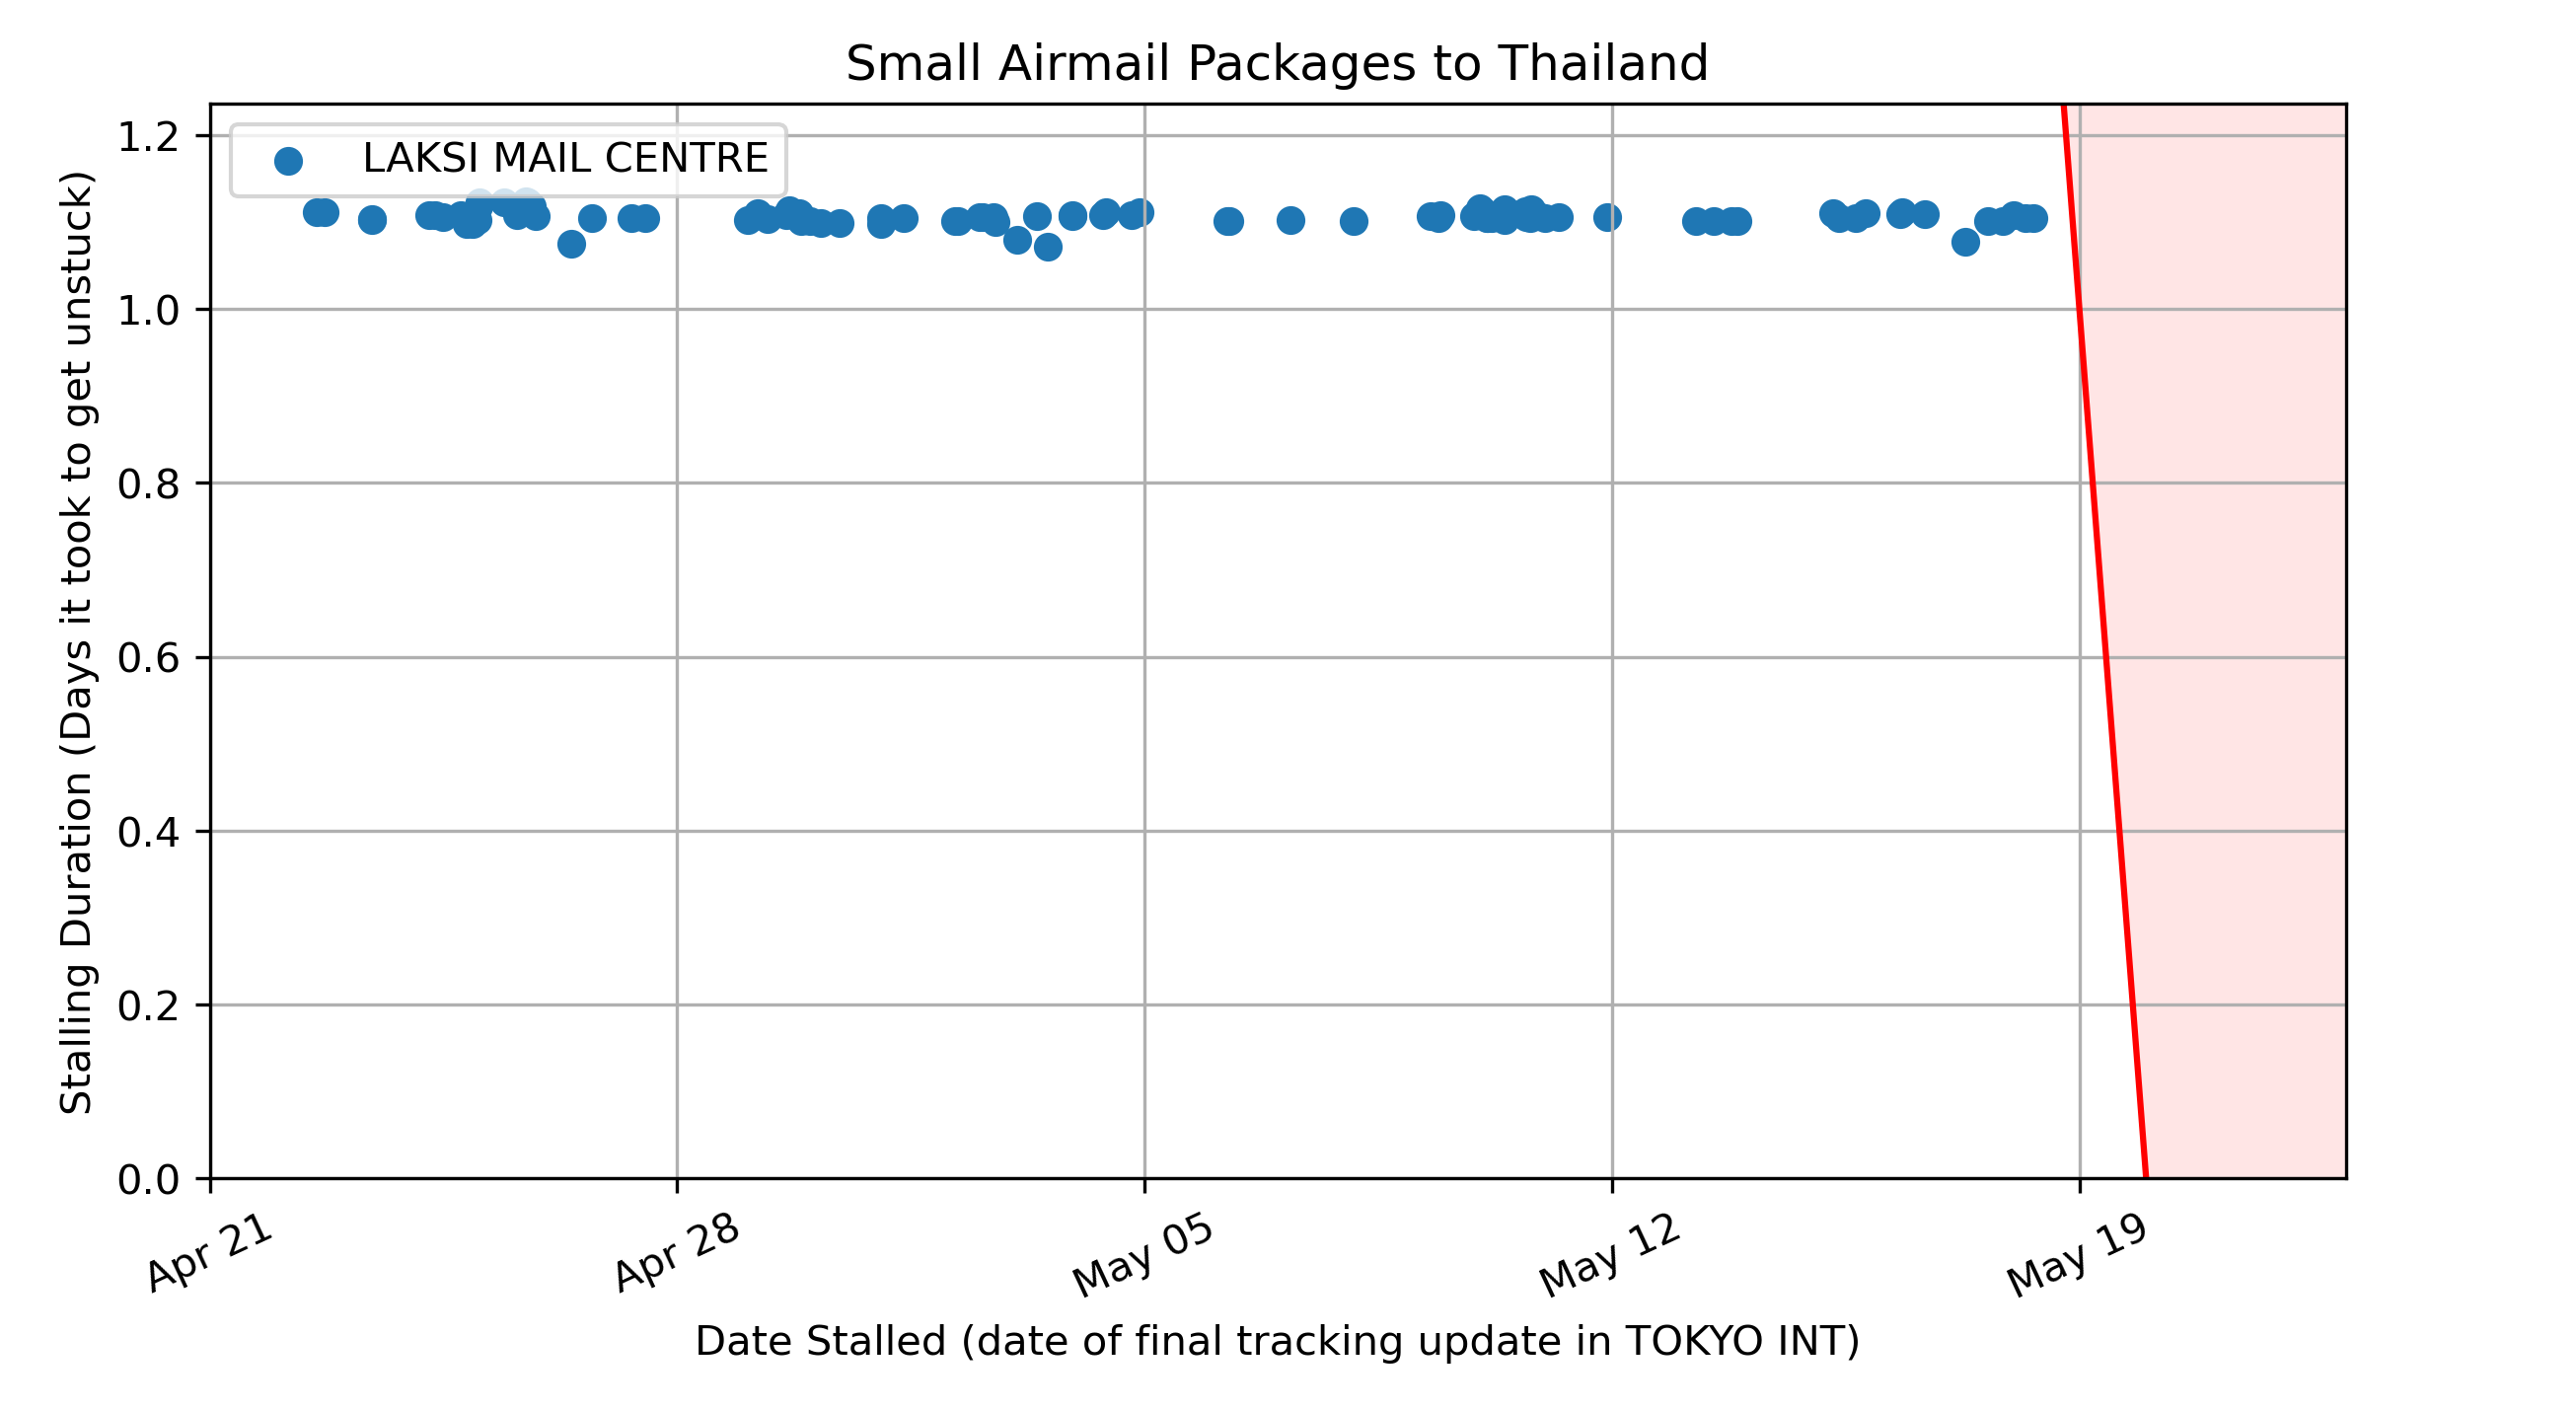 Small Airmail Packages to Thailand
LAKSI MAIL CENTRE
Stalling Duration (Days it took to get unstuck)
1.2
1.0
0.8
0.6
0.4
0.2
0.0
Apr 21
Apr 28
May 05
May 12
May 19
Date Stalled (date of final tracking update in TOKYO INT)